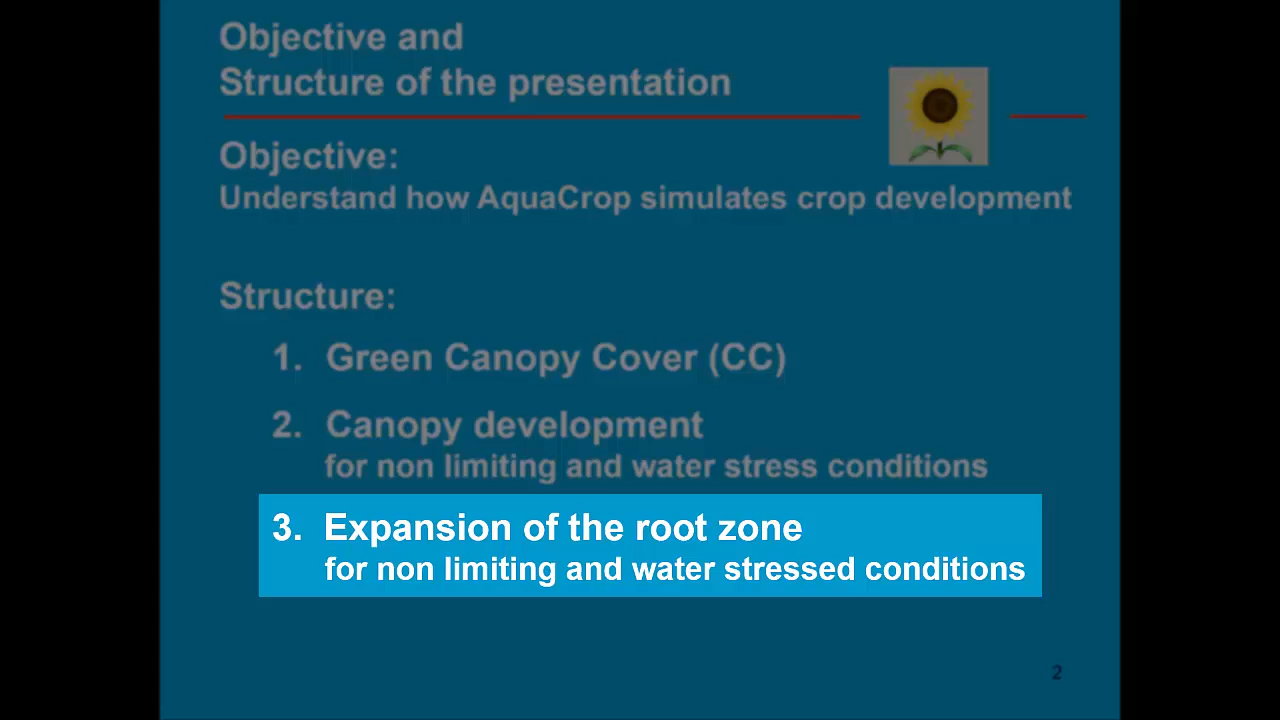 Objective and
Structure of the presentation
Objective:
Understand how AquaCrop simulates crop development
Structure:
1. Green Canopy Cover (CC)
2. Canopy development
for non limiting and water stress conditions
3. Expansion of the root zone
for non limiting and water stressed conditions
2